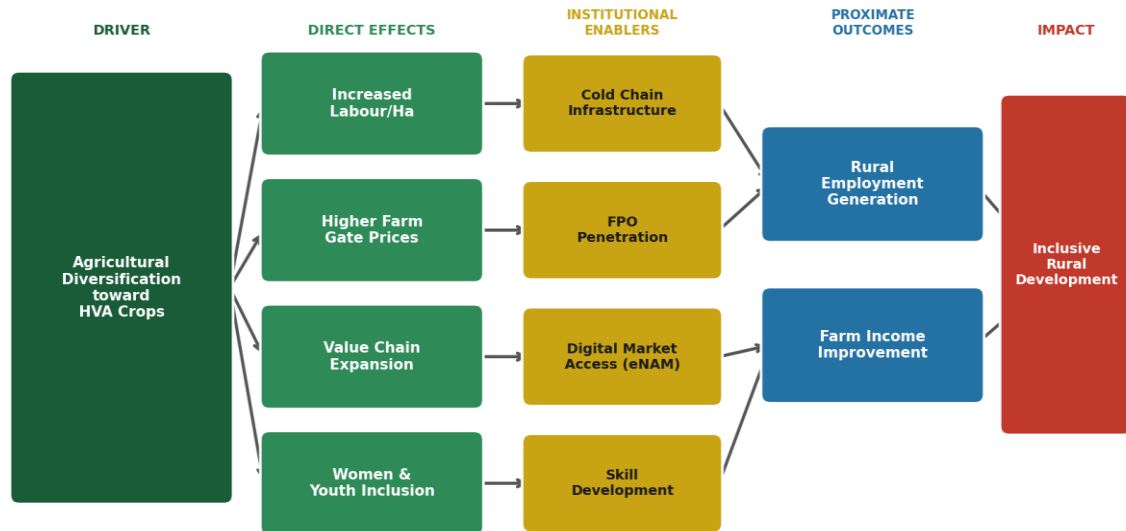 DRIVER
DIRECT EFFECTS
INSTITUTIONAL
ENABLERS
PROXIMATE
OUTCOMES
IMPACT
Agricultural
Diversification
toward
HVA Crops
Increased
Labour/Ha
Higher Farm
Gate Prices
Value Chain
Expansion
Women &
Youth Inclusion
Cold Chain
Infrastructure
FPO
Penetration
Digital Market
Access (eNAM)
Skill
Development
Rural
Employment
Generation
Farm Income
Improvement
Inclusive
Rural
Development